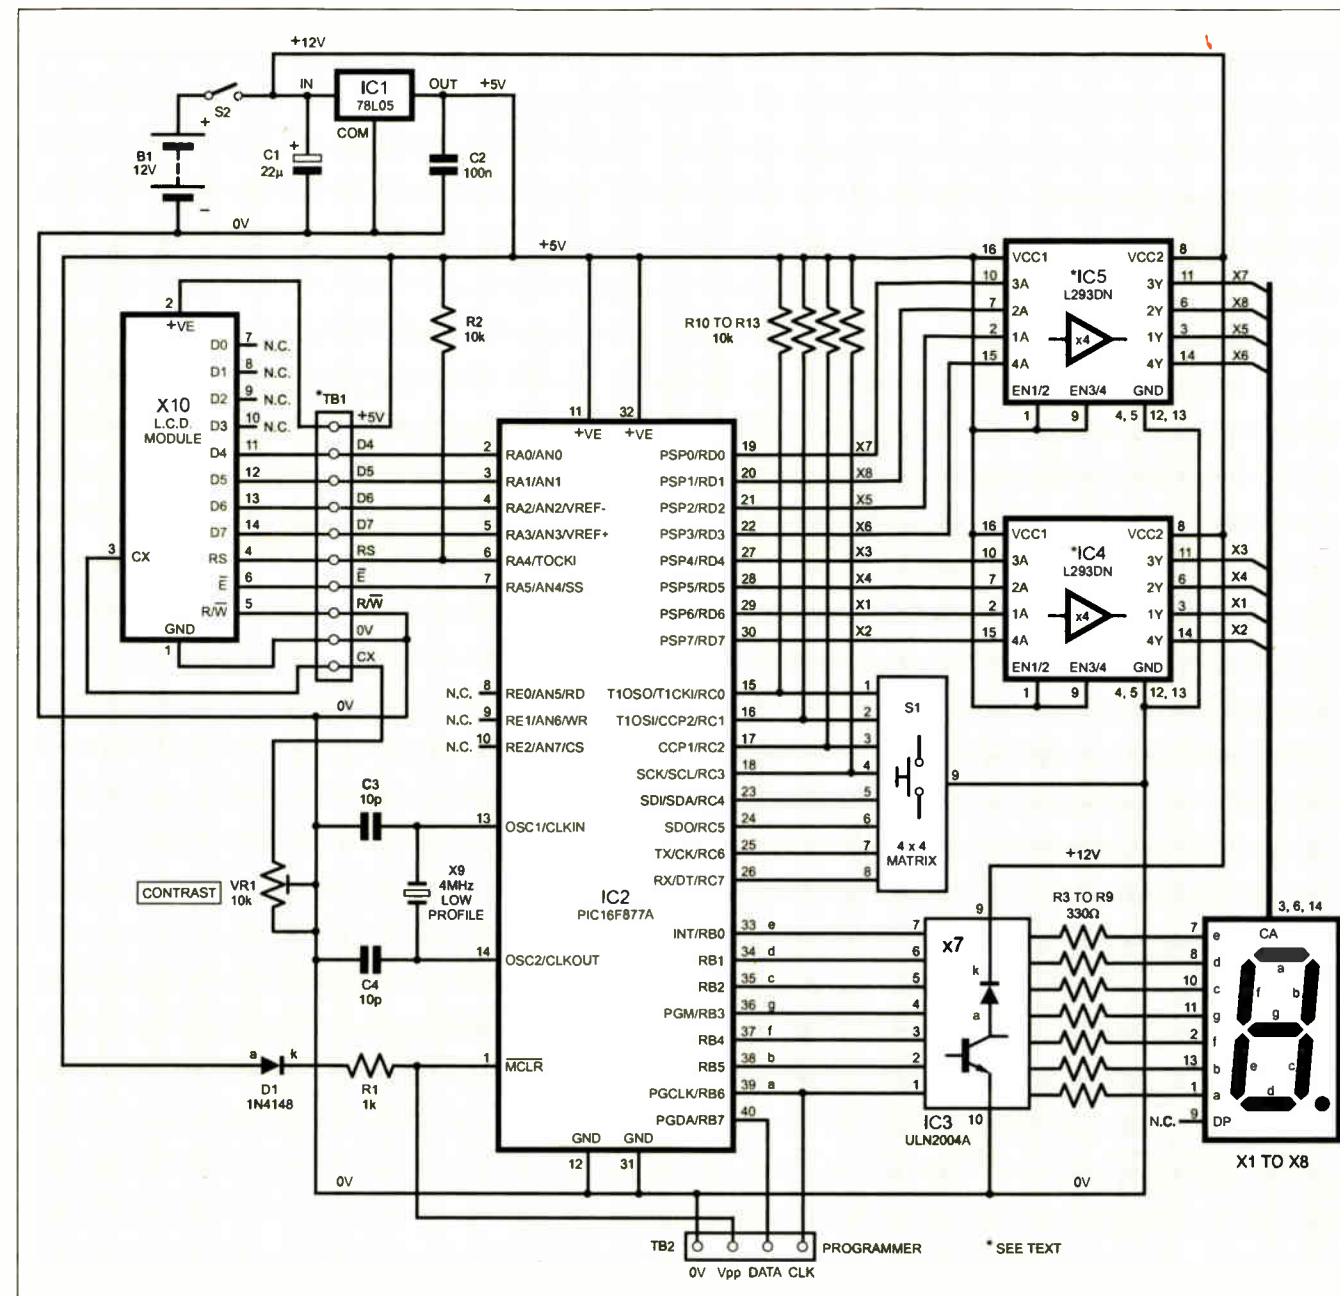 +12V
S2
IN
IC1
78L05
OUT
+5V
COM
+
B1
12V
–
C1
22µ
+
C2
100n
0V
+5V
2
+VE
X10
L.C.D.
MODULE
D0 7 N.C.
D1 8 N.C.
D2 9 N.C.
D3 10 N.C.
D4 11
D5 12
D6 13
D7 14
RS 4
E 6
R/W 5
3 CX
GND
1
*TB1
+5V
D4
D5
D6
D7
RS
E
R/W
0V
CX
0V
R2
10k
R10 TO R13
10k
11
+VE
32
+VE
2 RA0/AN0
3 RA1/AN1
4 RA2/AN2/VREF-
5 RA3/AN3/VREF+
6 RA4/TOCKI
7 RA5/AN4/SS
N.C. 8 RE0/AN5/RD
N.C. 9 RE1/AN6/WR
N.C. 10 RE2/AN7/CS
13 OSC1/CLKIN
14 OSC2/CLKOUT
1 MCLR
IC2
PIC16F877A
PSP0/RD0 19 X7
PSP1/RD1 20 X8
PSP2/RD2 21 X5
PSP3/RD3 22 X6
PSP4/RD4 27 X3
PSP5/RD5 28 X4
PSP6/RD6 29 X1
PSP7/RD7 30 X2
T1OSO/T1CKI/RC0 15 1
T1OSI/CCP2/RC1 16 2
CCP1/RC2 17 3
SCK/SCL/RC3 18 4
SDI/SDA/RC4 23 5
SDO/RC5 24 6
TX/CK/RC6 25 7
RX/DT/RC7 26 8
INT/RB0 33 e 7
RB1 34 d 6
RB2 35 c 5
PGM/RB3 36 g 4
RB4 37 f 3
RB5 38 b 2
PGCLK/RB6 39 a 1
PGDA/RB7 40
GND
12
GND
31
S1
4 x 4
MATRIX
9
16 VCC1 VCC2 8
10 3A 3Y 11 X7
7 2A 2Y 6 X8
2 1A 1Y 3 X5
15 4A 4Y 14 X6
*IC5
L293DN
x4
EN1/2 EN3/4 GND
1 9 4, 5 12, 13
16 VCC1 VCC2 8
10 3A 3Y 11 X3
7 2A 2Y 6 X4
2 1A 1Y 3 X1
15 4A 4Y 14 X2
*IC4
L293DN
x4
EN1/2 EN3/4 GND
1 9 4, 5 12, 13
+12V
C3
10p
X9
4MHz
LOW
PROFILE
C4
10p
CONTRAST
VR1
10k
a k
D1
1N4148
R1
1k
9
x7
k
a
IC3
ULN2004A
10
R3 TO R9
330Ω
3, 6, 14
CA
7 e
8 d
10 c
11 g
2 f
13 b
1 a
N.C. 9 DP
a
f b
g
e c
d
X1 TO X8
0V
0V
TB2
PROGRAMMER
0V Vpp DATA CLK
*SEE TEXT